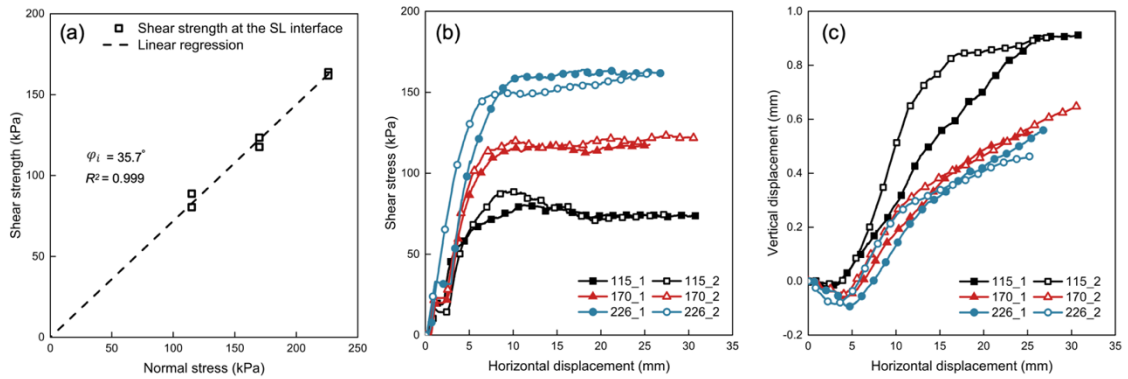 (a)
Shear strength at the SL interface
Linear regression
φi = 35.7°
R² = 0.999
Shear strength (kPa)
200
150
100
50
0
0 50 100 150 200 250
Normal stress (kPa)
(b)
Shear stress (kPa)
200
150
100
50
0
115_1 115_2
170_1 170_2
226_1 226_2
0 5 10 15 20 25 30 35
Horizontal displacement (mm)
(c)
Vertical displacement (mm)
1.0
0.8
0.6
0.4
0.2
0.0
-0.2
115_1 115_2
170_1 170_2
226_1 226_2
0 5 10 15 20 25 30 35
Horizontal displacement (mm)